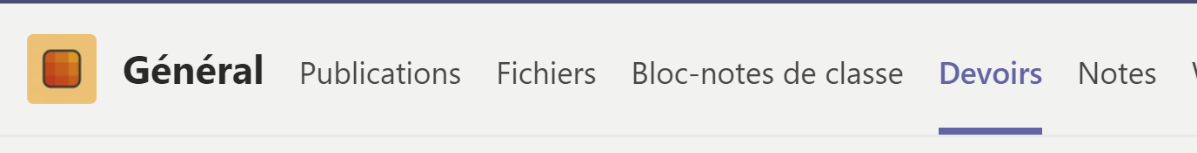 Général Publications Fichiers Bloc-notes de classe Devoirs Notes